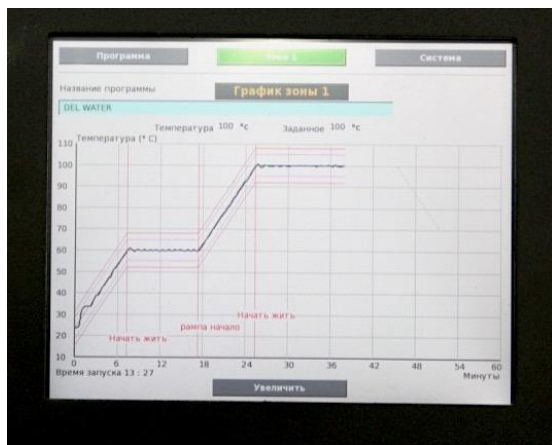 Программа Зона 1 Система
Название программы
График зоны 1
DEL WATER
Температура 100 °C Заданное 100 °C
Температура (° C)
110
100
90
80
70
60
50
40
30
20
10
Начать жить
рампа начало
Начать жить
0 6 12 18 24 30 36 42 48 54 60
Время запуска 13 : 27
Минуты
Увеличить